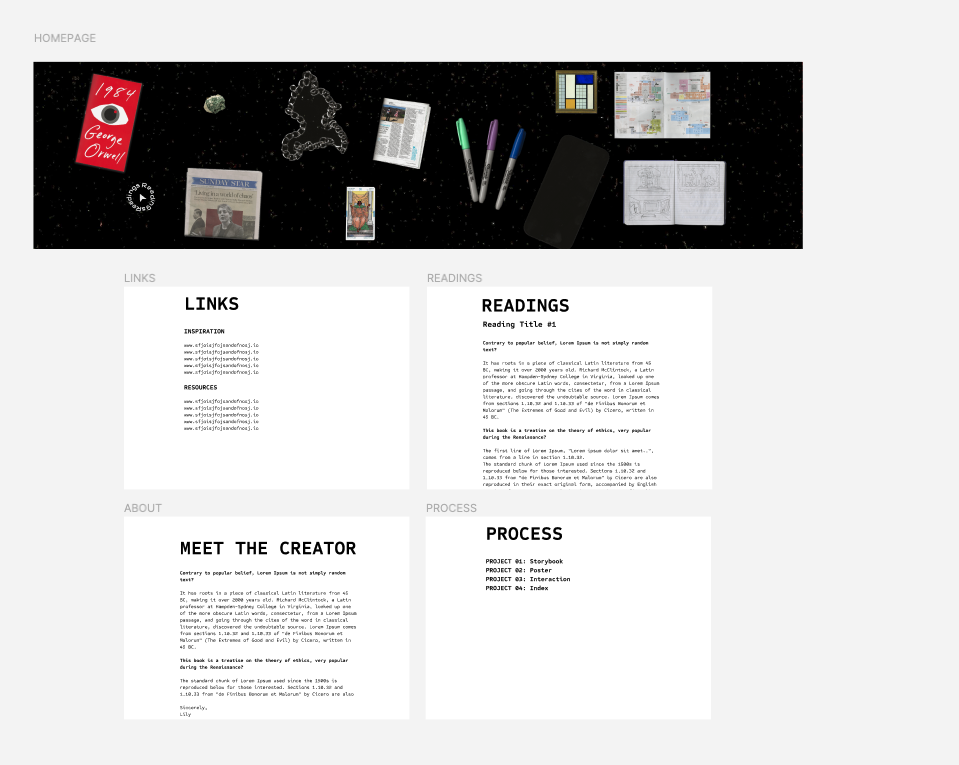 HOMEPAGE
1984
George
Orwell
ReadingsReadings
SUNDAY STAR
"Living in a world of chaos"
LINKS
LINKS
INSPIRATION
www.sfjoisjfojsandofnosj.io
www.sfjoisjfojsandofnosj.io
www.sfjoisjfojsandofnosj.io
www.sfjoisjfojsandofnosj.io
www.sfjoisjfojsandofnosj.io
RESOURCES
www.sfjoisjfojsandofnosj.io
www.sfjoisjfojsandofnosj.io
www.sfjoisjfojsandofnosj.io
www.sfjoisjfojsandofnosj.io
www.sfjoisjfojsandofnosj.io
READINGS
READINGS
Reading Title #1
Contrary to popular belief, Lorem Ipsum is not simply random
text?
It has roots in a piece of classical Latin literature from 45
BC, making it over 2000 years old. Richard McClintock, a Latin
professor at Hampden-Sydney College in Virginia, looked up one
of the more obscure Latin words, consectetur, from a Lorem Ipsum
passage, and going through the cites of the word in classical
literature, discovered the undoubtable source. Lorem Ipsum comes
from sections 1.10.32 and 1.10.33 of "de Finibus Bonorum et
Malorum" (The Extremes of Good and Evil) by Cicero, written in
45 BC.
This book is a treatise on the theory of ethics, very popular
during the Renaissance?
The first line of Lorem Ipsum, "Lorem ipsum dolor sit amet..",
comes from a line in section 1.10.32.
The standard chunk of Lorem Ipsum used since the 1500s is
reproduced below for those interested. Sections 1.10.32 and
1.10.33 from "de Finibus Bonorum et Malorum" by Cicero are also
reproduced in their exact original form, accompanied by English
ABOUT
MEET THE CREATOR
Contrary to popular belief, Lorem Ipsum is not simply random
text?
It has roots in a piece of classical Latin literature from 45
BC, making it over 2000 years old. Richard McClintock, a Latin
professor at Hampden-Sydney College in Virginia, looked up one
of the more obscure Latin words, consectetur, from a Lorem Ipsum
passage, and going through the cites of the word in classical
literature, discovered the undoubtable source. Lorem Ipsum comes
from sections 1.10.32 and 1.10.33 of "de Finibus Bonorum et
Malorum" (The Extremes of Good and Evil) by Cicero, written in
45 BC.
This book is a treatise on the theory of ethics, very popular
during the Renaissance?
The standard chunk of Lorem Ipsum used since the 1500s is
reproduced below for those interested. Sections 1.10.32 and
1.10.33 from "de Finibus Bonorum et Malorum" by Cicero are also
Sincerely,
Lily
PROCESS
PROCESS
PROJECT 01: Storybook
PROJECT 02: Poster
PROJECT 03: Interaction
PROJECT 04: Index